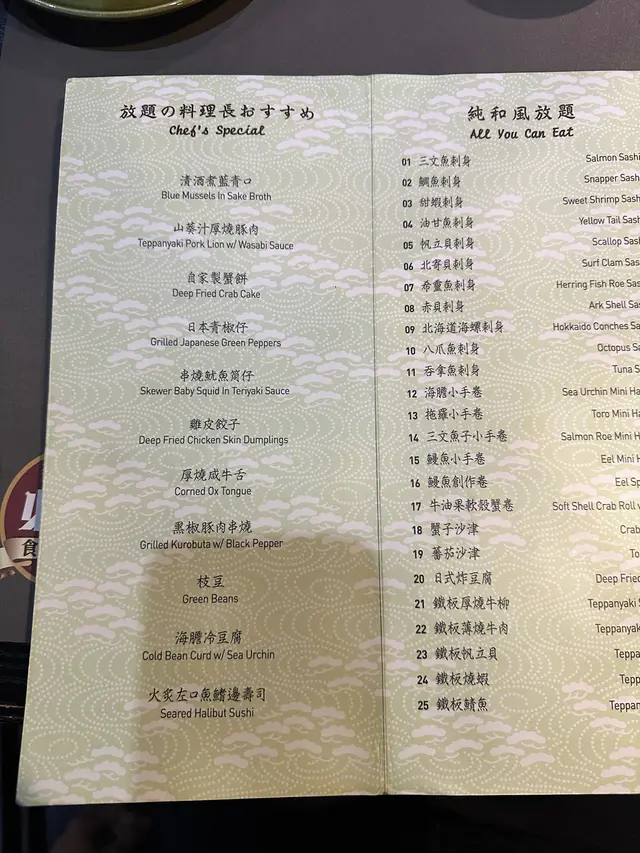 放題の料理長おすすめ
Chef's Special
清酒煮藍青口
Blue Mussels In Sake Broth
山葵汁厚燒豚肉
Teppanyaki Pork Lion w/ Wasabi Sauce
自家製蟹餅
Deep Fried Crab Cake
日本青椒仔
Grilled Japanese Green Peppers
串燒魷魚筒仔
Skewer Baby Squid In Teriyaki Sauce
雞皮餃子
Deep Fried Chicken Skin Dumplings
厚燒咸牛舌
Corned Ox Tongue
黑椒豚肉串燒
Grilled Kurobuta w/ Black Pepper
枝豆
Green Beans
海膽冷豆腐
Cold Bean Curd w/ Sea Urchin
火炙左口魚鰭邊壽司
Seared Halibut Sushi
純和風放題
All You Can Eat
01 三文魚刺身 Salmon Sashi
02 鯛魚刺身 Snapper Sash
03 甜蝦刺身 Sweet Shrimp Sash
04 油甘魚刺身 Yellow Tail Sash
05 帆立貝刺身 Scallop Sash
06 北寄貝刺身 Surf Clam Sas
07 希靈魚刺身 Herring Fish Roe Sas
08 赤貝刺身 Ark Shell Sa
09 北海道海螺刺身 Hokkaido Conches Sa
10 八爪魚刺身 Octopus Sa
11 吞拿魚刺身 Tuna S
12 海膽小手卷 Sea Urchin Mini Ha
13 拖羅小手卷 Toro Mini Ha
14 三文魚子小手卷 Salmon Roe Mini H
15 鰻魚小手卷 Eel Mini H
16 鰻魚創作卷 Eel Sp
17 牛油果軟殼蟹卷 Soft Shell Crab Roll w
18 蟹子沙津 Crab
19 蕃茄沙津 To
20 日式炸豆腐 Deep Fried
21 鐵板厚燒牛柳 Teppanyaki S
22 鐵板薄燒牛肉 Teppanyak
23 鐵板帆立貝 Teppa
24 鐵板燒蝦 Tepp
25 鐵板鯖魚 Teppan
食